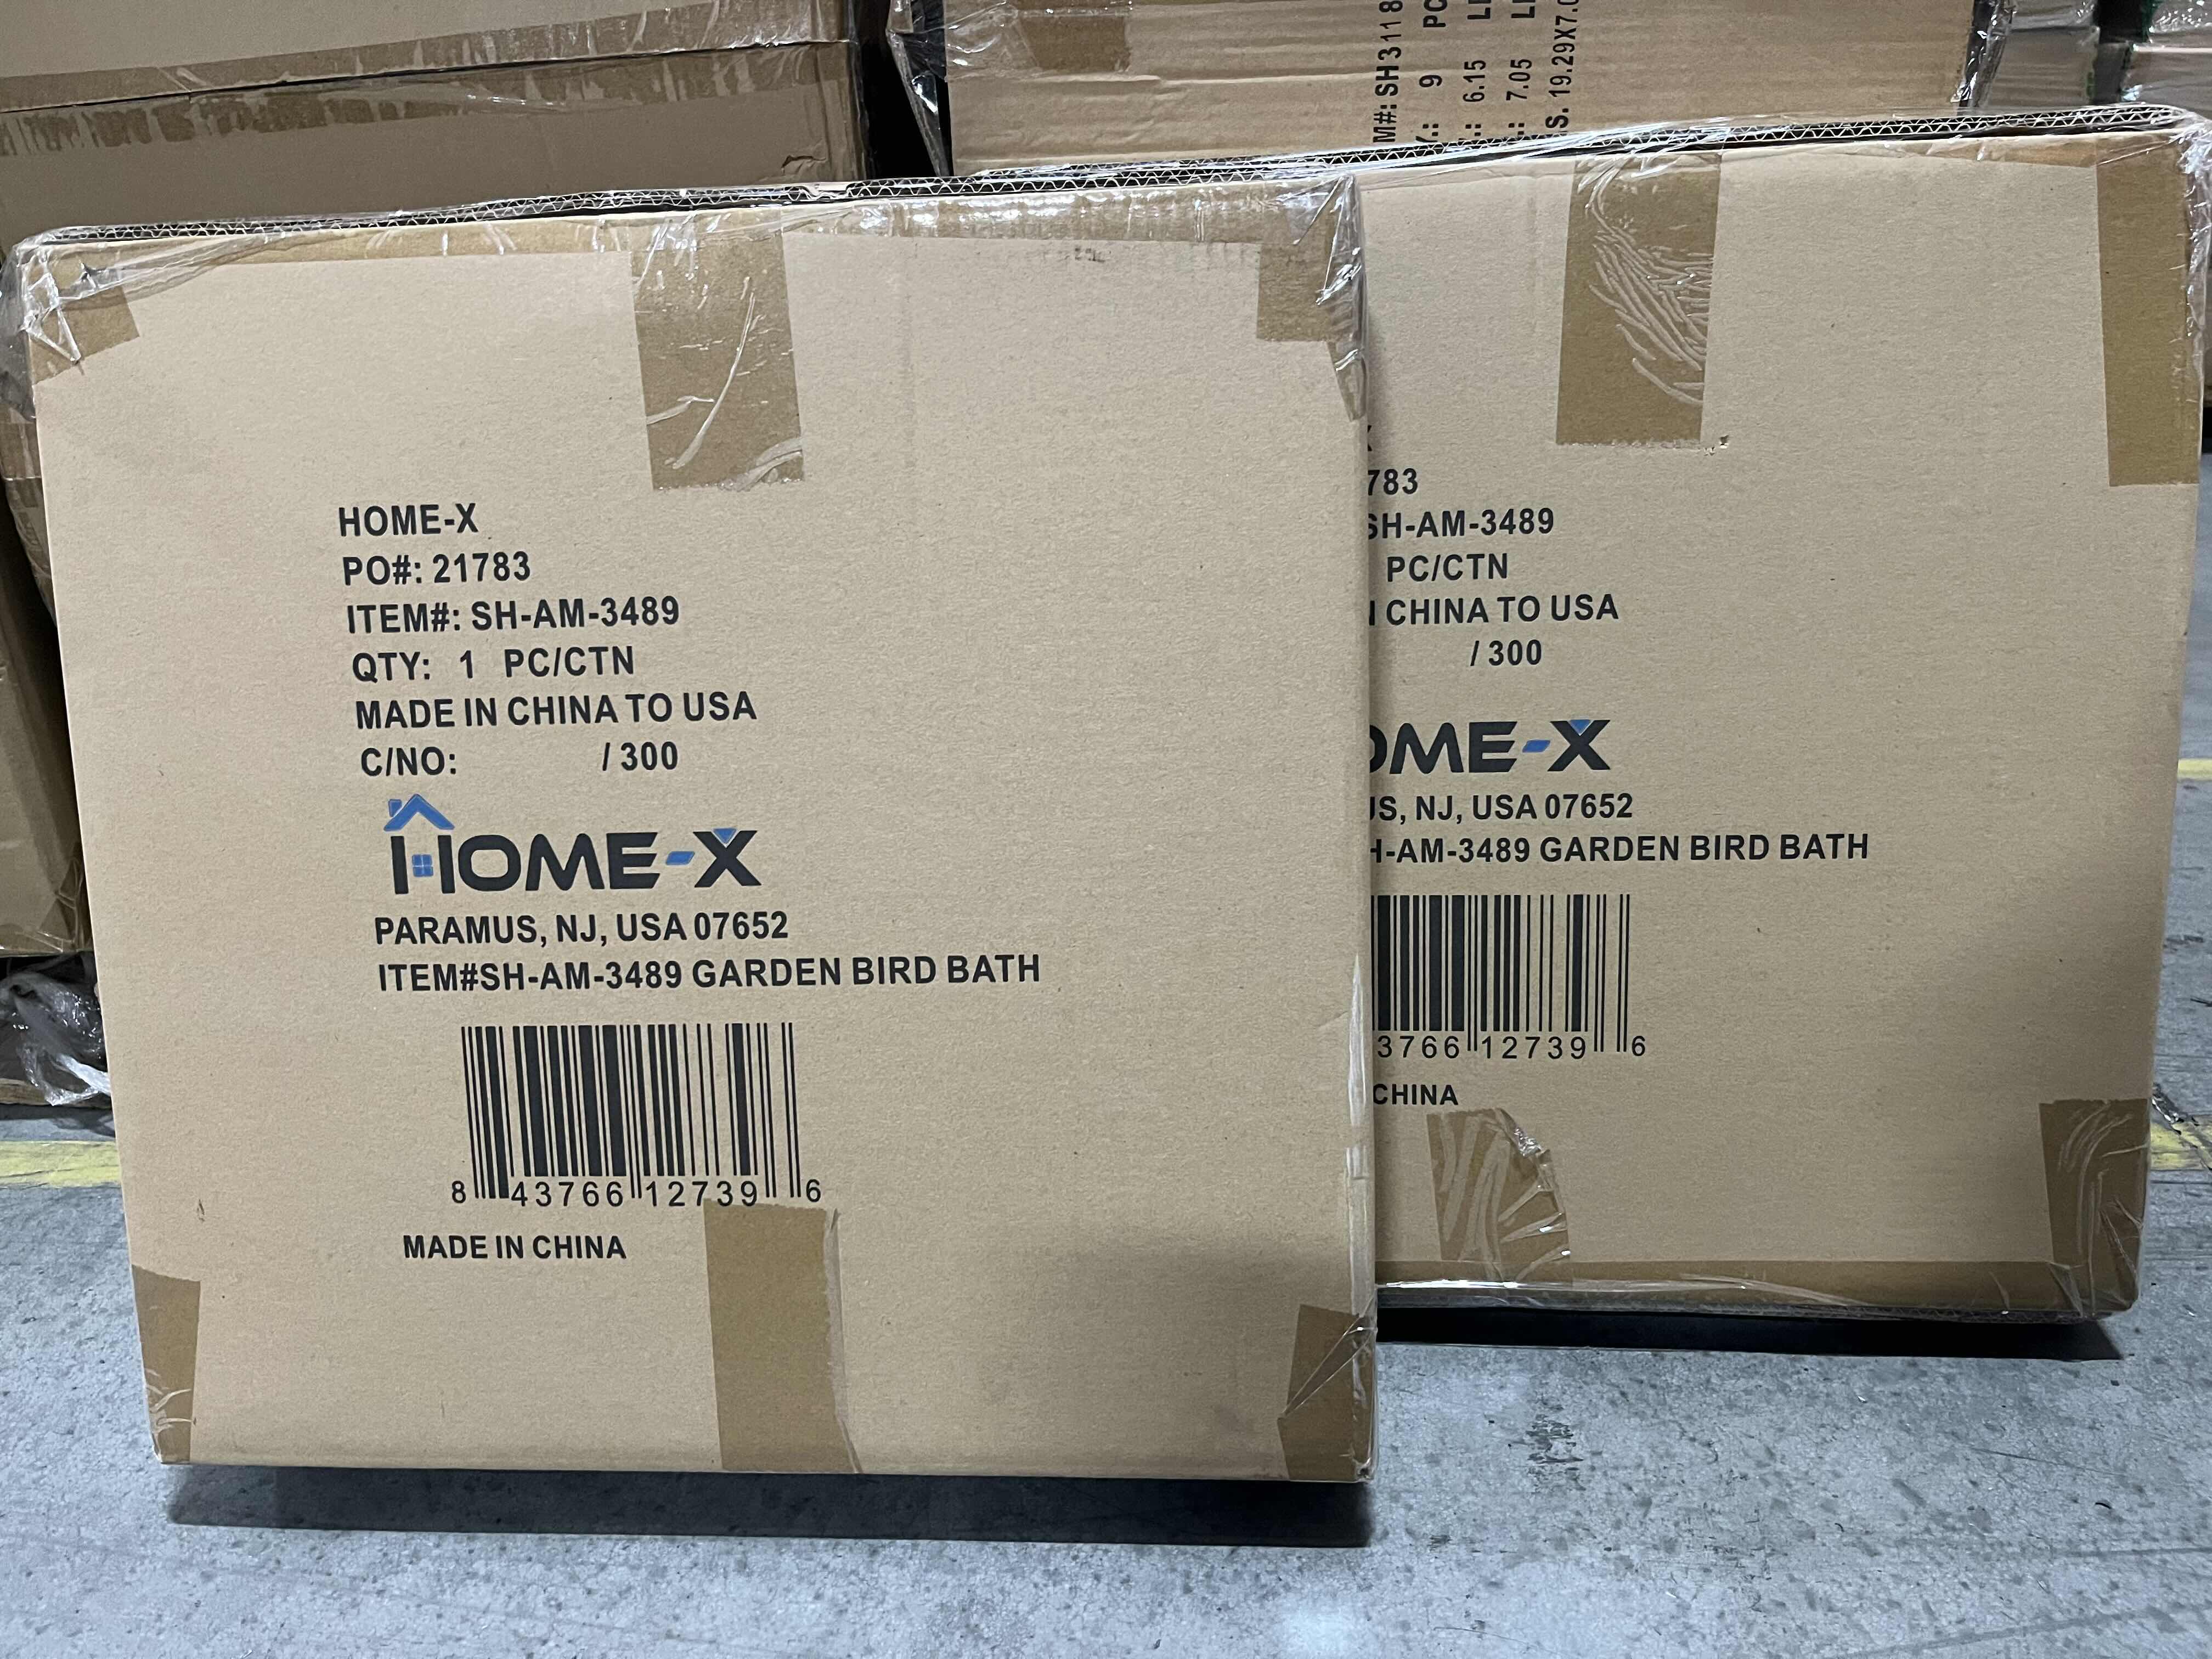 M#: SH3118
9 PC
6.15
7.05
S. 19.29X7.0
HOME-X
PO#: 21783
ITEM#: SH-AM-3489
QTY: 1 PC/CTN
MADE IN CHINA TO USA
C/NO: / 300
HOME-X
PARAMUS, NJ, USA 07652
ITEM#SH-AM-3489 GARDEN BIRD BATH
8 43766 12739 6
MADE IN CHINA
783
SH-AM-3489
PC/CTN
CHINA TO USA
/ 300
OME-X
US, NJ, USA 07652
H-AM-3489 GARDEN BIRD BATH
3766 12739 6
CHINA